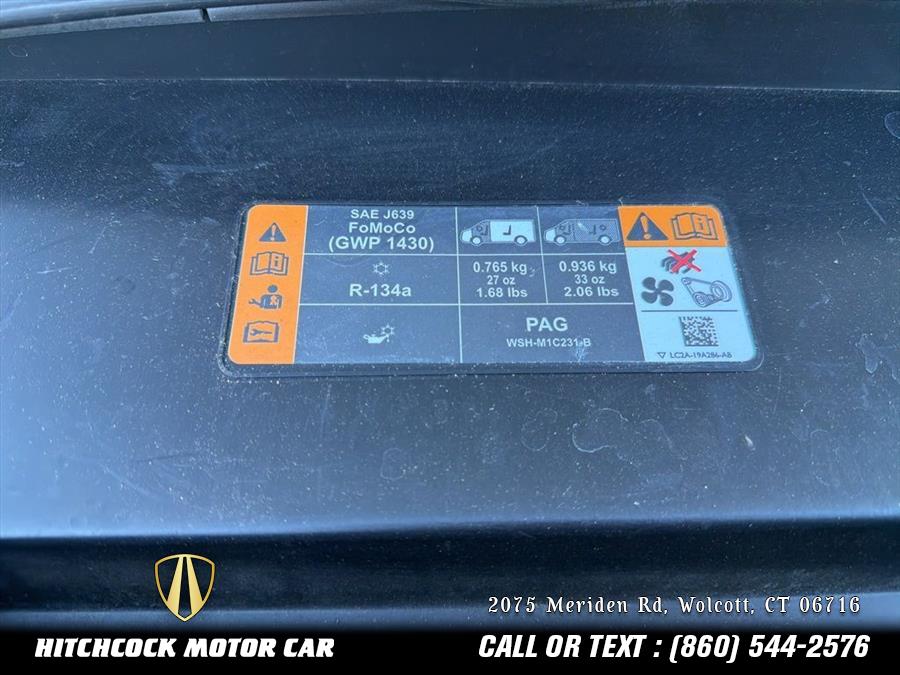 SAE J639
FoMoCo
(GWP 1430)
R-134a
0.765 kg
27 oz
1.68 lbs
0.936 kg
33 oz
2.06 lbs
PAG
WSH-M1C231-B
LC2A-19A286-AB
HITCHCOCK MOTOR CAR
2075 Meriden Rd, Wolcott, CT 06716
CALL OR TEXT : (860) 544-2576